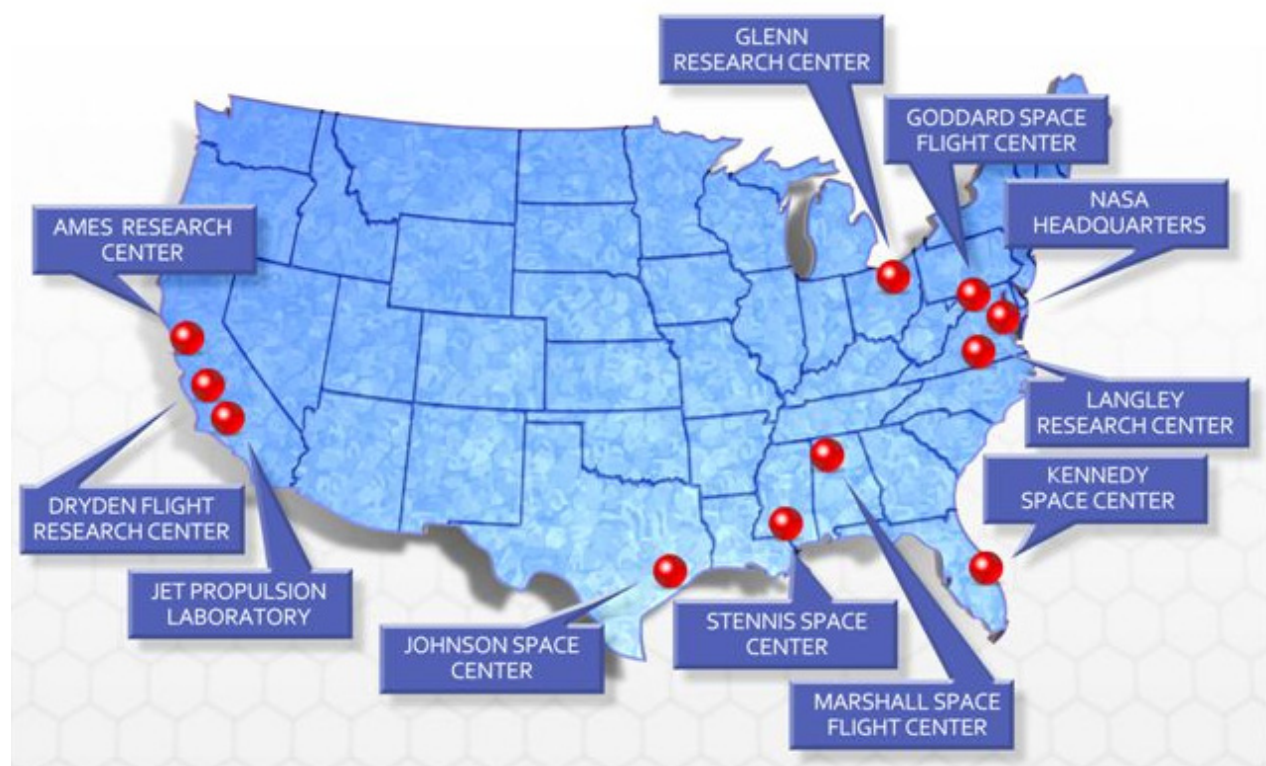 GLENN
RESEARCH CENTER
GODDARD SPACE
FLIGHT CENTER
NASA
HEADQUARTERS
AMES RESEARCH
CENTER
LANGLEY
RESEARCH CENTER
KENNEDY
SPACE CENTER
DRYDEN FLIGHT
RESEARCH CENTER
JET PROPULSION
LABORATORY
JOHNSON SPACE
CENTER
STENNIS SPACE
CENTER
MARSHALL SPACE
FLIGHT CENTER